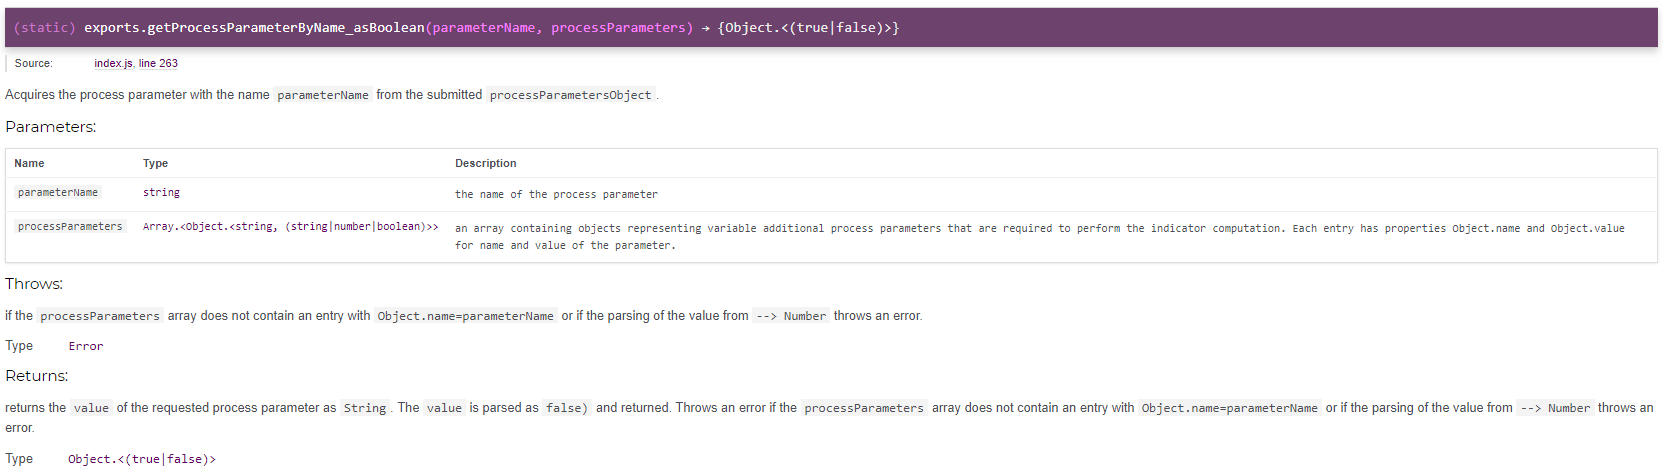 (static) exports.getProcessParameterByName_asBoolean(parameterName, processParameters) → {Object.<(true|false)>}
Source: index.js, line 263
Acquires the process parameter with the name parameterName from the submitted processParametersObject.
Parameters:
Name Type Description
parameterName string the name of the process parameter
processParameters Array.<Object.<string, (string|number|boolean)>> an array containing objects representing variable additional process parameters that are required to perform the indicator computation. Each entry has properties Object.name and Object.value
for name and value of the parameter.
Throws:
if the processParameters array does not contain an entry with Object.name=parameterName or if the parsing of the value from --> Number throws an error.
Type Error
Returns:
returns the value of the requested process parameter as String. The value is parsed as false) and returned. Throws an error if the processParameters array does not contain an entry with Object.name=parameterName or if the parsing of the value from --> Number throws an
error.
Type Object.<(true|false)>